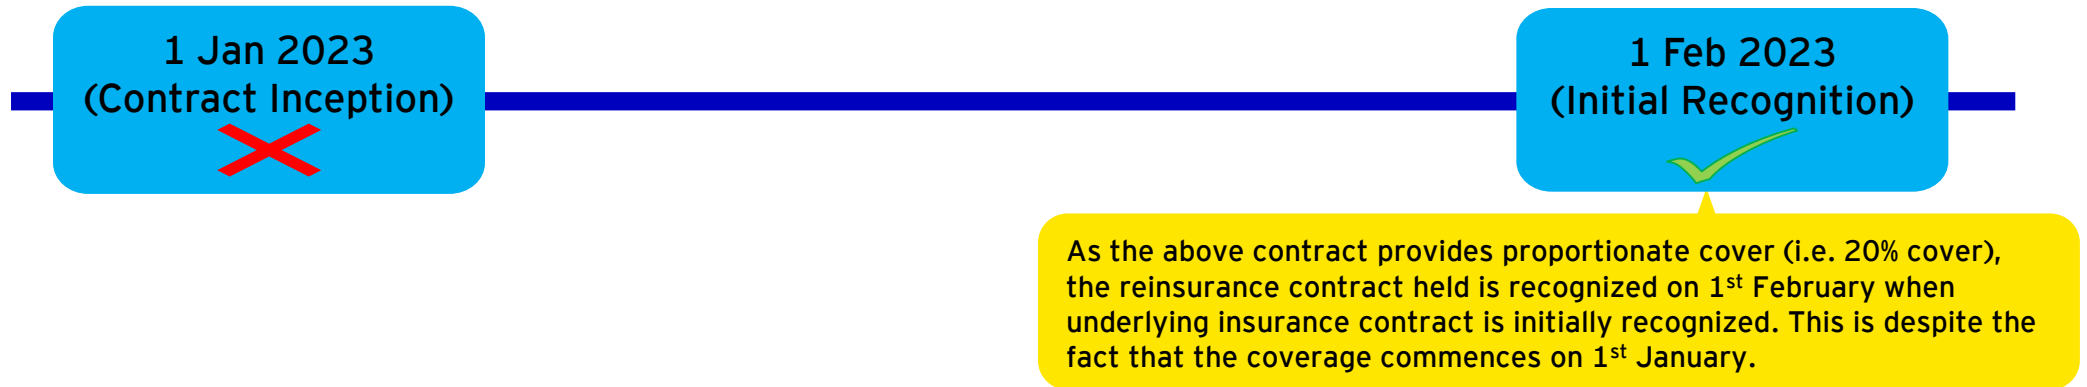 1 Jan 2023
(Contract Inception)
1 Feb 2023
(Initial Recognition)
As the above contract provides proportionate cover (i.e. 20% cover),
the reinsurance contract held is recognized on 1st February when
underlying insurance contract is initially recognized. This is despite the
fact that the coverage commences on 1st January.